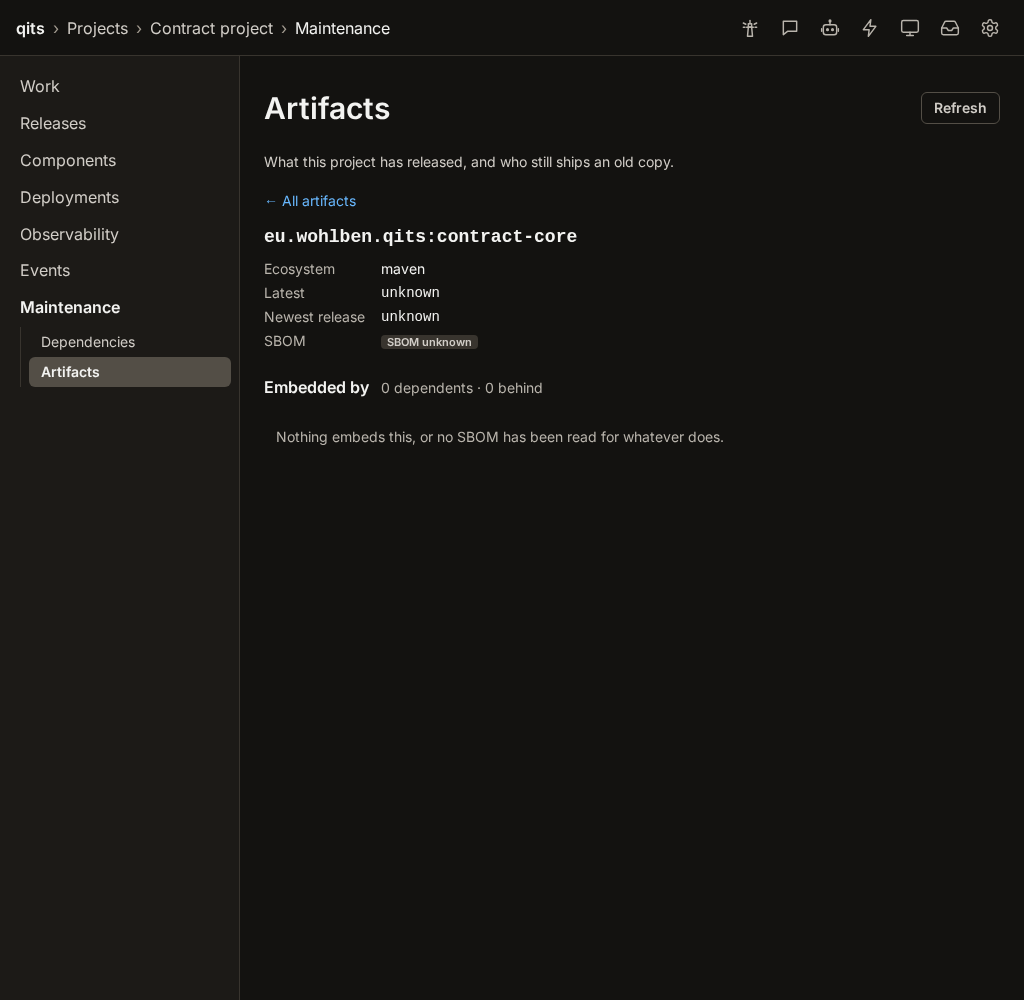 qits › Projects › Contract project › Maintenance
Work
Releases
Components
Deployments
Observability
Events
Maintenance
Dependencies
Artifacts
Artifacts
Refresh
What this project has released, and who still ships an old copy.
← All artifacts
eu.wohlben.qits:contract-core
Ecosystem maven
Latest unknown
Newest release unknown
SBOM SBOM unknown
Embedded by 0 dependents · 0 behind
Nothing embeds this, or no SBOM has been read for whatever does.